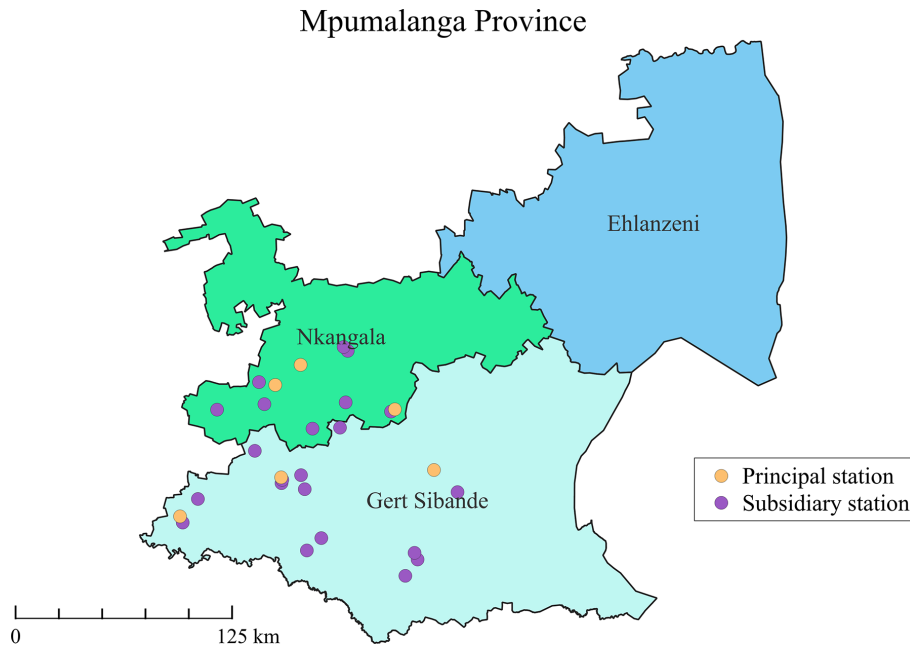 Mpumalanga Province
Ehlanzeni
Nkangala
Gert Sibande
Principal station
Subsidiary station
0 125 km